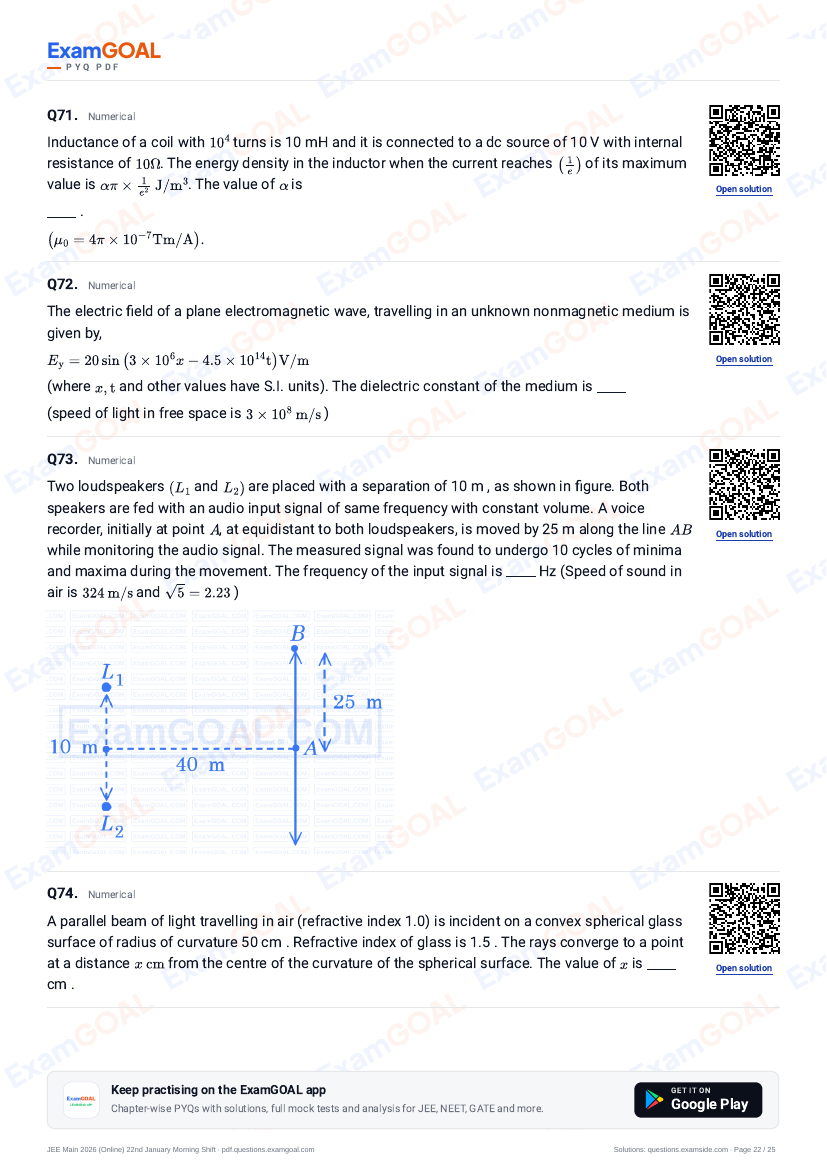 ExamGOAL
PYQ PDF
Q71. Numerical
Inductance of a coil with 10⁴ turns is 10 mH and it is connected to a dc source of 10 V with internal
resistance of 10Ω. The energy density in the inductor when the current reaches (1/e) of its maximum
value is απ × 1/e² J/m³. The value of α is
____ .
(μ₀ = 4π × 10⁻⁷Tm/A).
Open solution
Q72. Numerical
The electric field of a plane electromagnetic wave, travelling in an unknown nonmagnetic medium is
given by,
E_y = 20 sin (3 × 10⁶x − 4.5 × 10¹⁴t)V/m
(where x, t and other values have S.I. units). The dielectric constant of the medium is ____
(speed of light in free space is 3 × 10⁸ m/s )
Open solution
Q73. Numerical
Two loudspeakers (L₁ and L₂) are placed with a separation of 10 m , as shown in figure. Both
speakers are fed with an audio input signal of same frequency with constant volume. A voice
recorder, initially at point A, at equidistant to both loudspeakers, is moved by 25 m along the line AB
while monitoring the audio signal. The measured signal was found to undergo 10 cycles of minima
and maxima during the movement. The frequency of the input signal is ____ Hz (Speed of sound in
air is 324 m/s and √5 = 2.23 )
Open solution
B
L₁
25 m
ExamGOAL.COM
10 m
A
40 m
L₂
Q74. Numerical
A parallel beam of light travelling in air (refractive index 1.0) is incident on a convex spherical glass
surface of radius of curvature 50 cm . Refractive index of glass is 1.5 . The rays converge to a point
at a distance x cm from the centre of the curvature of the spherical surface. The value of x is ____
cm .
Open solution
ExamGOAL
Keep practising on the ExamGOAL app
Chapter-wise PYQs with solutions, full mock tests and analysis for JEE, NEET, GATE and more.
GET IT ON
Google Play
JEE Main 2026 (Online) 22nd January Morning Shift · pdf.questions.examgoal.com
Solutions: questions.examside.com · Page 22 / 25